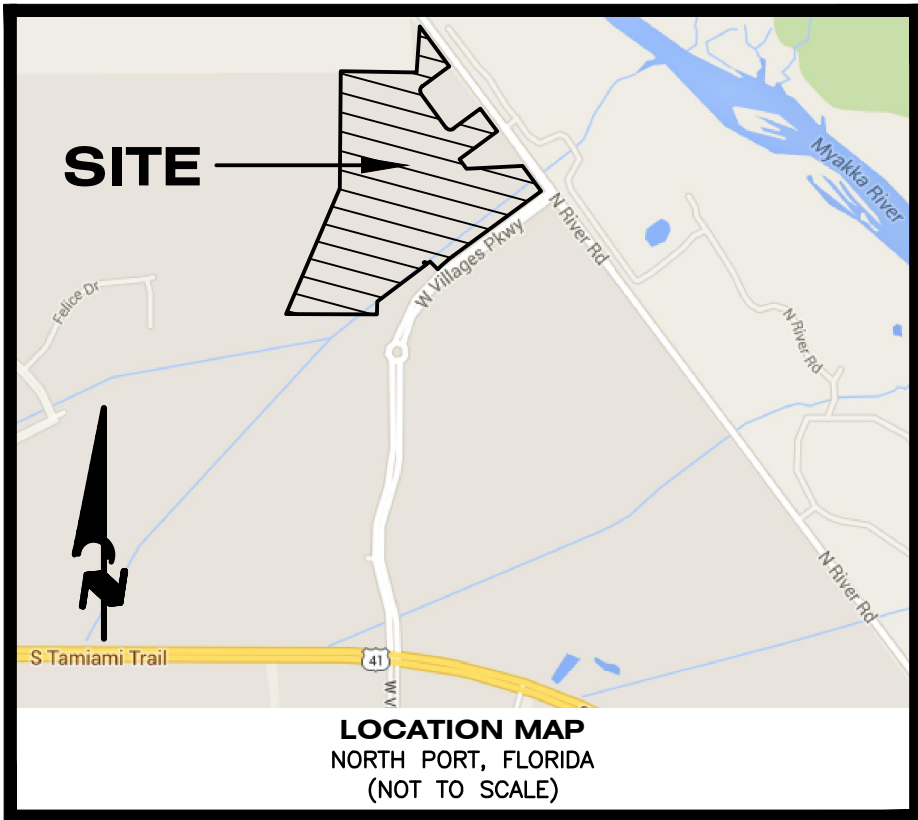 SITE
Myakka River
N River Rd
W Villages Pkwy
Felice Dr
N River Rd
N River Rd
N
S Tamiami Trail
41
W V
LOCATION MAP
NORTH PORT, FLORIDA
(NOT TO SCALE)